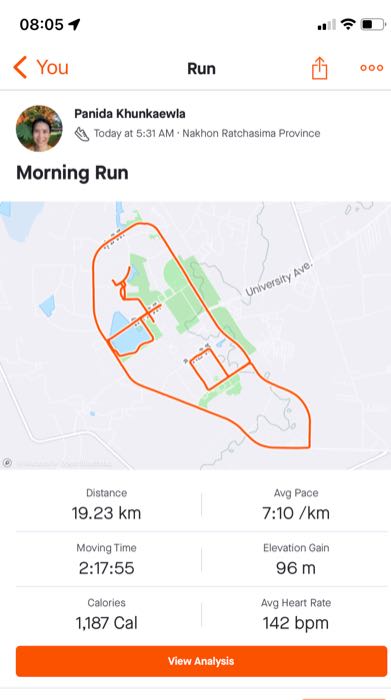 08:05
You
Run
Panida Khunkaewla
Today at 5:31 AM · Nakhon Ratchasima Province
Morning Run
University Ave.
Distance
19.23 km
Avg Pace
7:10 /km
Moving Time
2:17:55
Elevation Gain
96 m
Calories
1,187 Cal
Avg Heart Rate
142 bpm
View Analysis